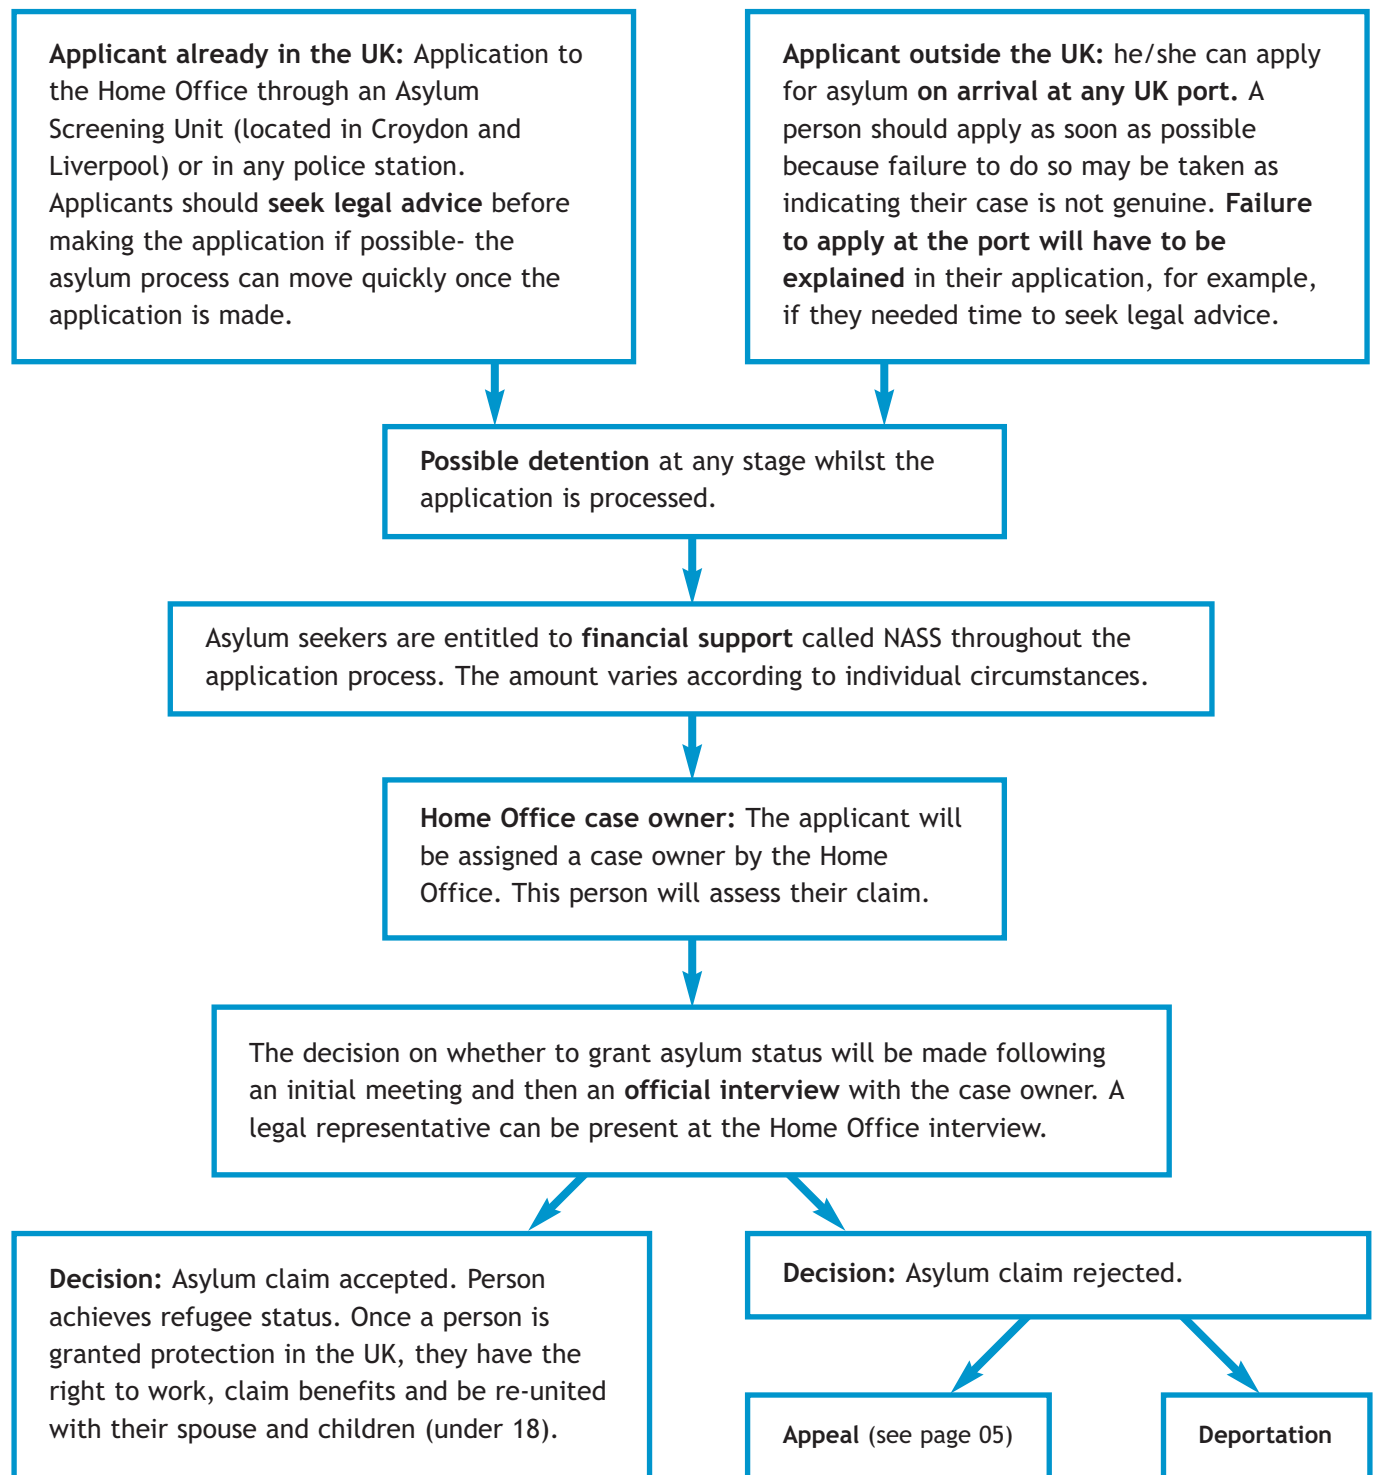 Applicant already in the UK: Application to
the Home Office through an Asylum
Screening Unit (located in Croydon and
Liverpool) or in any police station.
Applicants should seek legal advice before
making the application if possible- the
asylum process can move quickly once the
application is made.
Applicant outside the UK: he/she can apply
for asylum on arrival at any UK port. A
person should apply as soon as possible
because failure to do so may be taken as
indicating their case is not genuine. Failure
to apply at the port will have to be
explained in their application, for example,
if they needed time to seek legal advice.
Possible detention at any stage whilst the
application is processed.
Asylum seekers are entitled to financial support called NASS throughout the
application process. The amount varies according to individual circumstances.
Home Office case owner: The applicant will
be assigned a case owner by the Home
Office. This person will assess their claim.
The decision on whether to grant asylum status will be made following
an initial meeting and then an official interview with the case owner. A
legal representative can be present at the Home Office interview.
Decision: Asylum claim accepted. Person
achieves refugee status. Once a person is
granted protection in the UK, they have the
right to work, claim benefits and be re-united
with their spouse and children (under 18).
Decision: Asylum claim rejected.
Appeal (see page 05)
Deportation